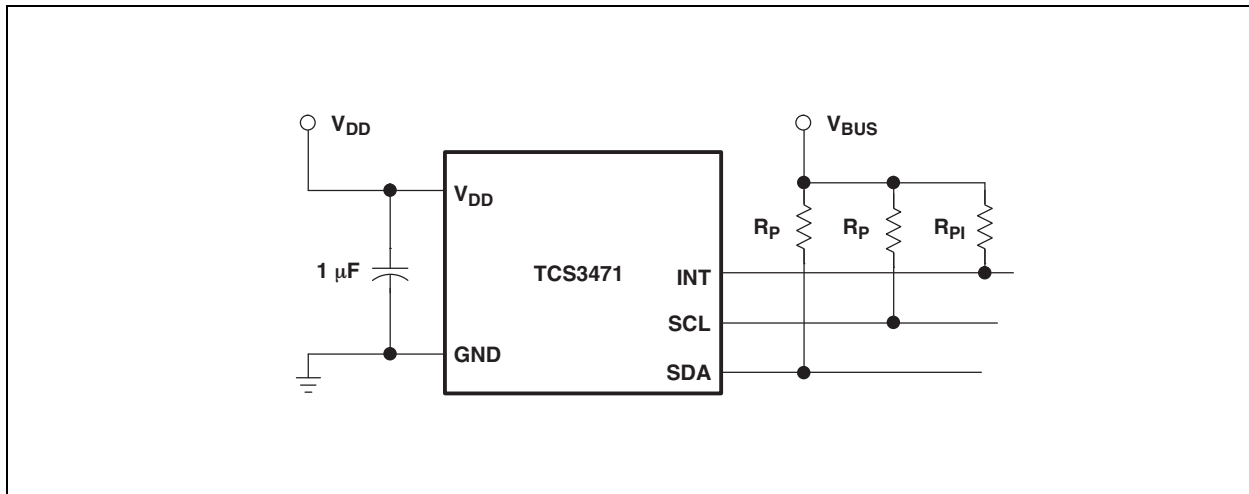 V_DD
V_BUS
V_DD
R_P
R_P
R_PI
1 μF
TCS3471
INT
SCL
GND
SDA